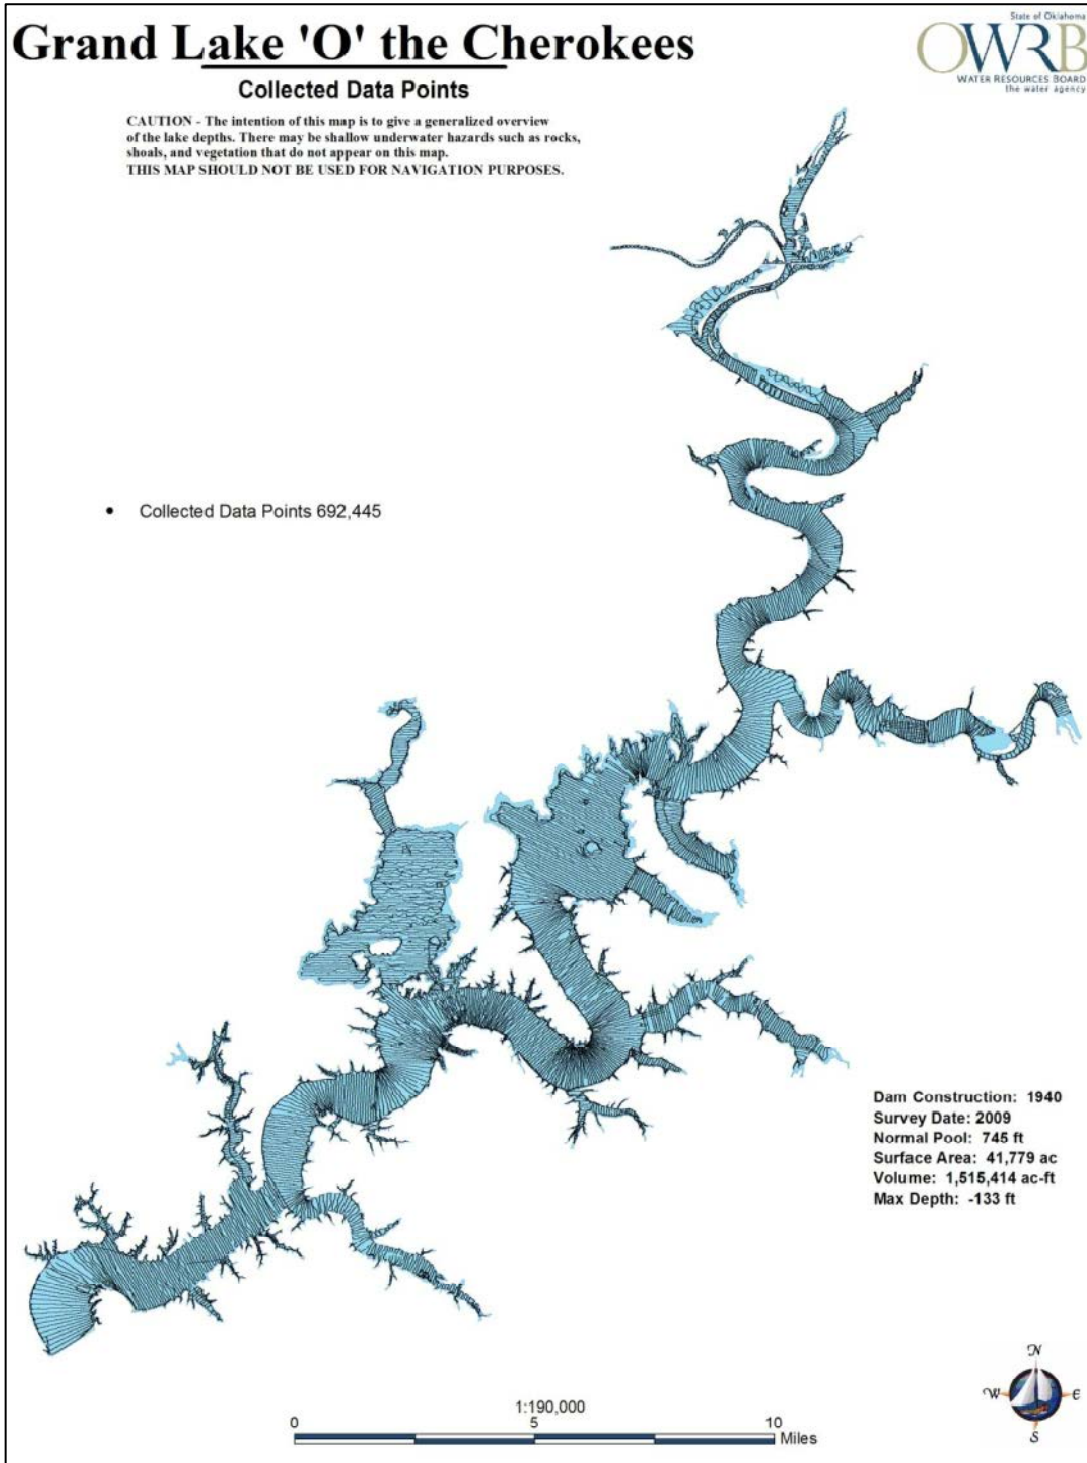 Grand Lake 'O' the Cherokees
State of Oklahoma
OWRB
WATER RESOURCES BOARD
the water agency
Collected Data Points
CAUTION - The intention of this map is to give a generalized overview
of the lake depths. There may be shallow underwater hazards such as rocks,
shoals, and vegetation that do not appear on this map.
THIS MAP SHOULD NOT BE USED FOR NAVIGATION PURPOSES.
• Collected Data Points 692,445
Dam Construction: 1940
Survey Date: 2009
Normal Pool: 745 ft
Surface Area: 41,779 ac
Volume: 1,515,414 ac-ft
Max Depth: -133 ft
N
W E
S
1:190,000
0 5 10
Miles